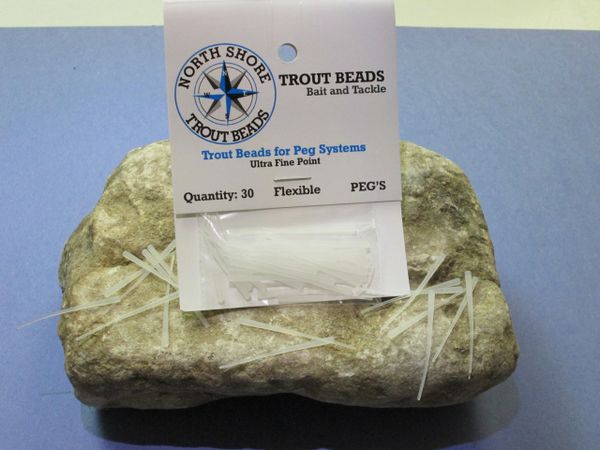 NORTH SHORE
TROUT BEADS
N
W
E
S
TROUT BEADS
Bait and Tackle
Trout Beads for Peg Systems
Ultra Fine Point
Quantity: 30 Flexible PEG'S